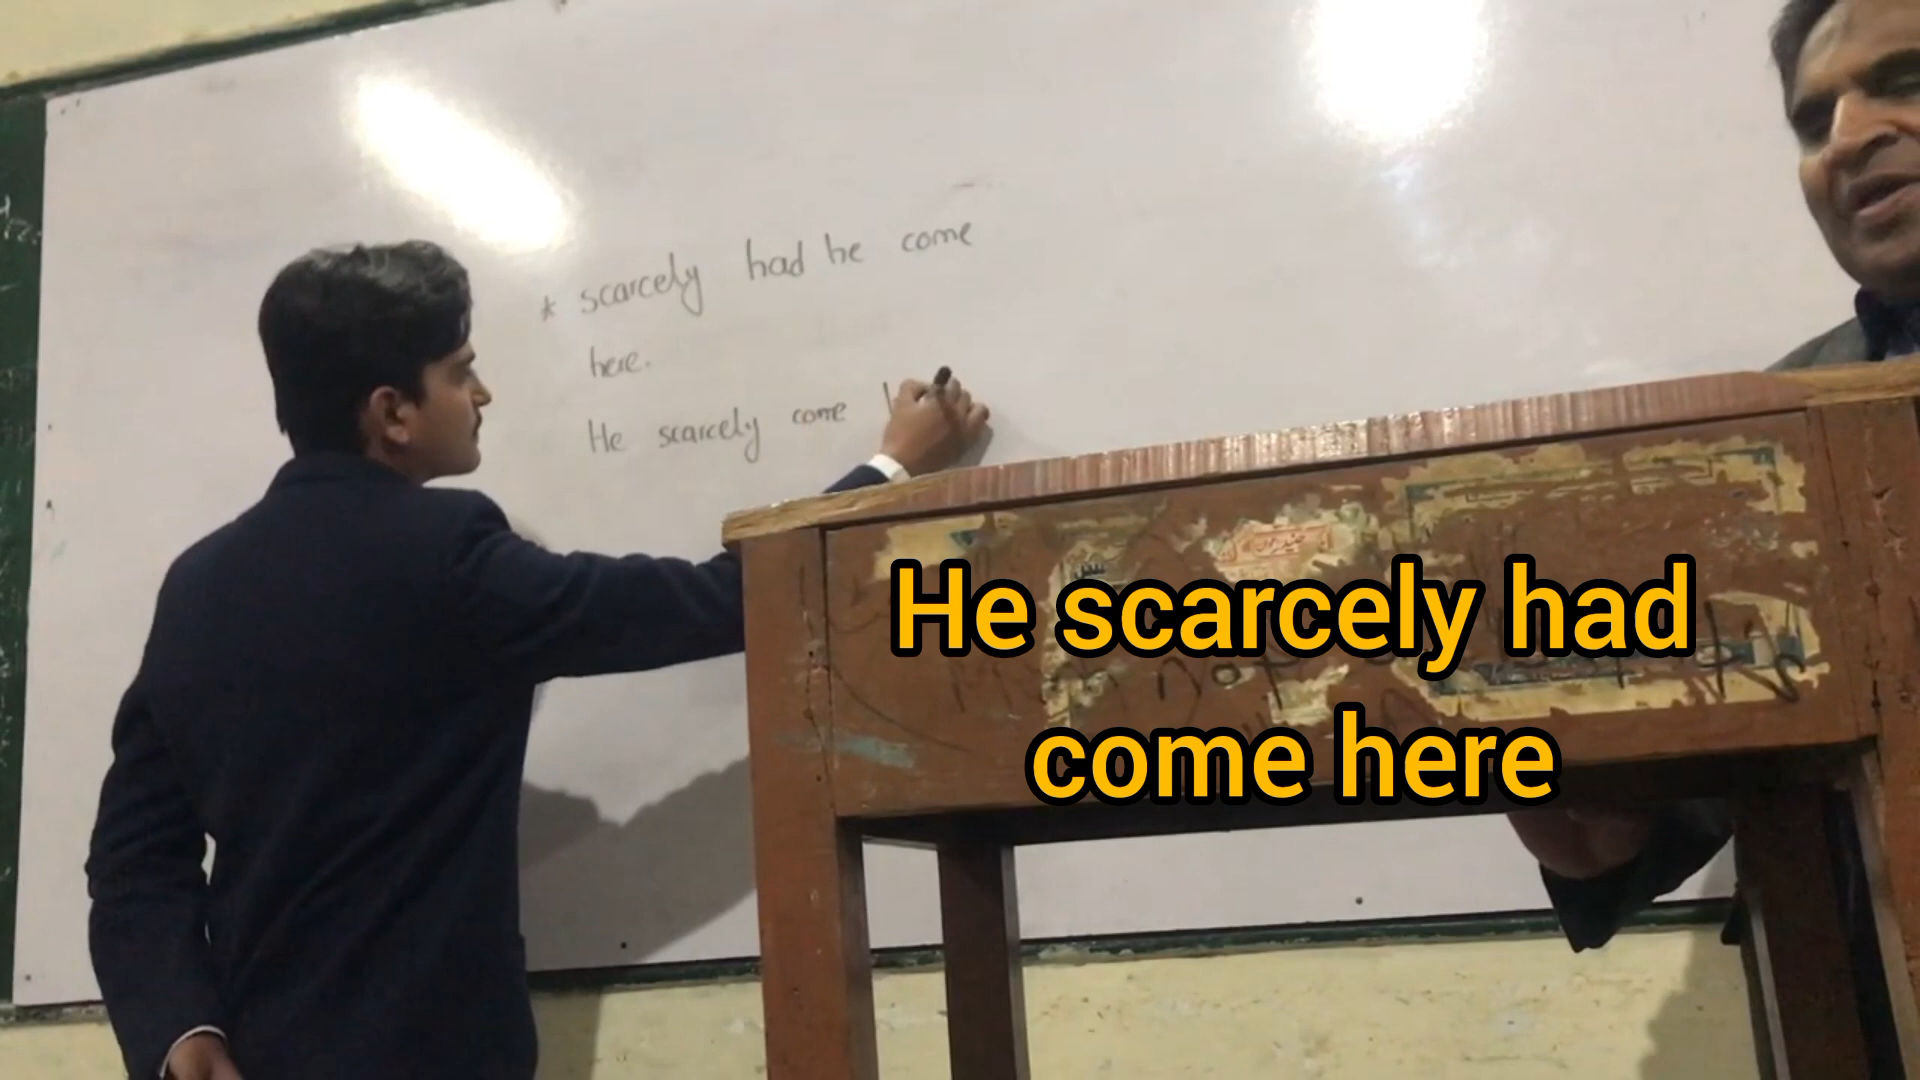 * scarcely had he come
here.
He scarcely come
He scarcely had
come here